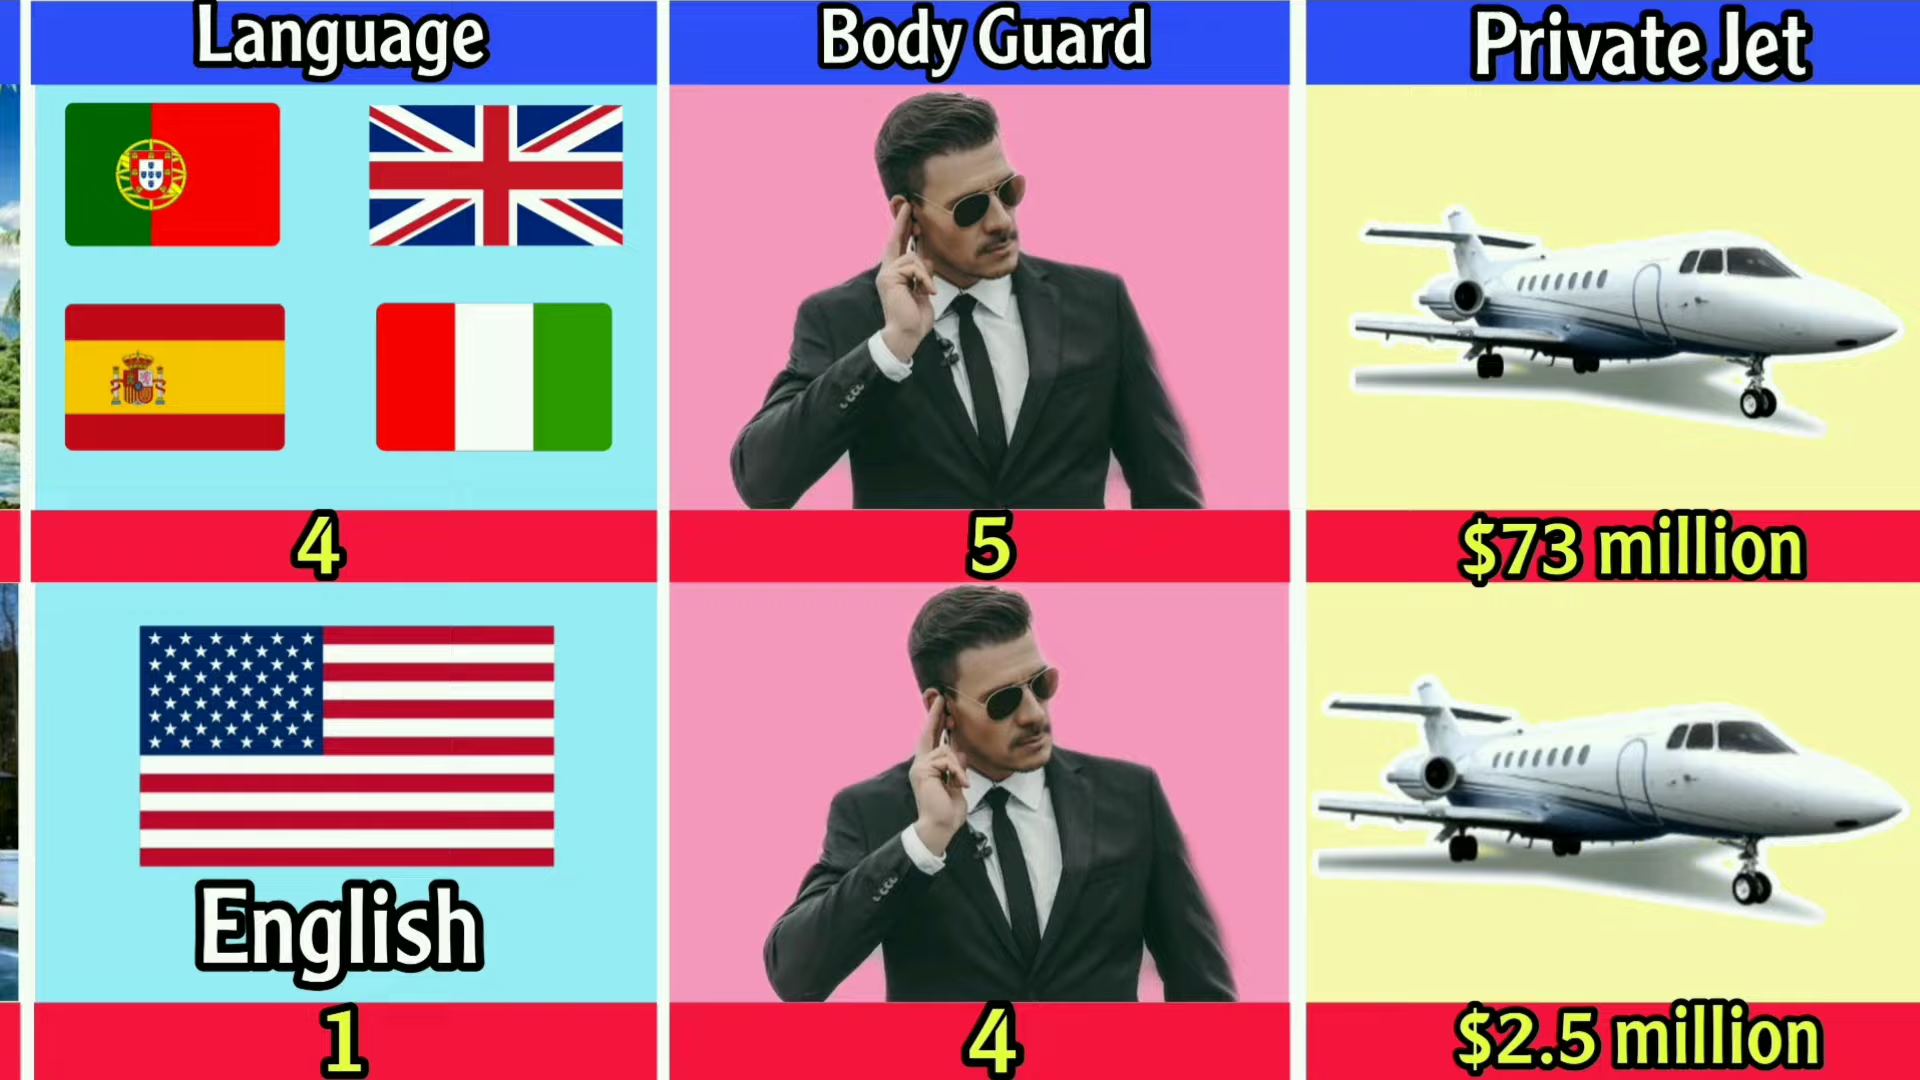 Language
Body Guard
Private Jet
4
5
$73 million
English
1
4
$2.5 million